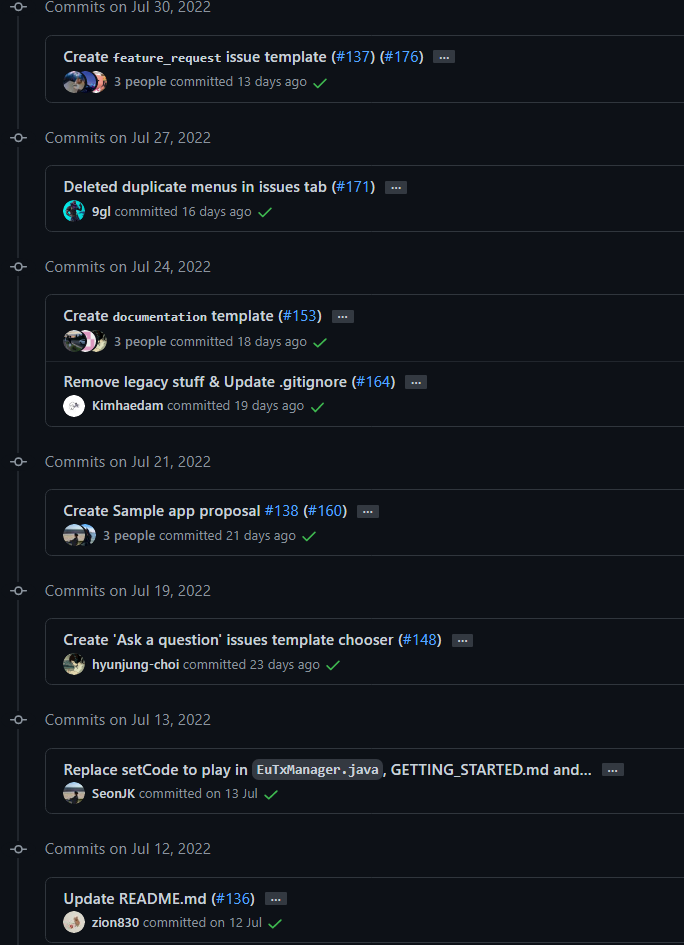 Commits on Jul 30, 2022
Create feature_request issue template (#137) (#176) ...
3 people committed 13 days ago
Commits on Jul 27, 2022
Deleted duplicate menus in issues tab (#171) ...
9gl committed 16 days ago
Commits on Jul 24, 2022
Create documentation template (#153) ...
3 people committed 18 days ago
Remove legacy stuff & Update .gitignore (#164) ...
Kimhaedam committed 19 days ago
Commits on Jul 21, 2022
Create Sample app proposal #138 (#160) ...
3 people committed 21 days ago
Commits on Jul 19, 2022
Create 'Ask a question' issues template chooser (#148) ...
hyunjung-choi committed 23 days ago
Commits on Jul 13, 2022
Replace setCode to play in EuTxManager.java, GETTING_STARTED.md and... ...
SeonJK committed on 13 Jul
Commits on Jul 12, 2022
Update README.md (#136) ...
zion830 committed on 12 Jul